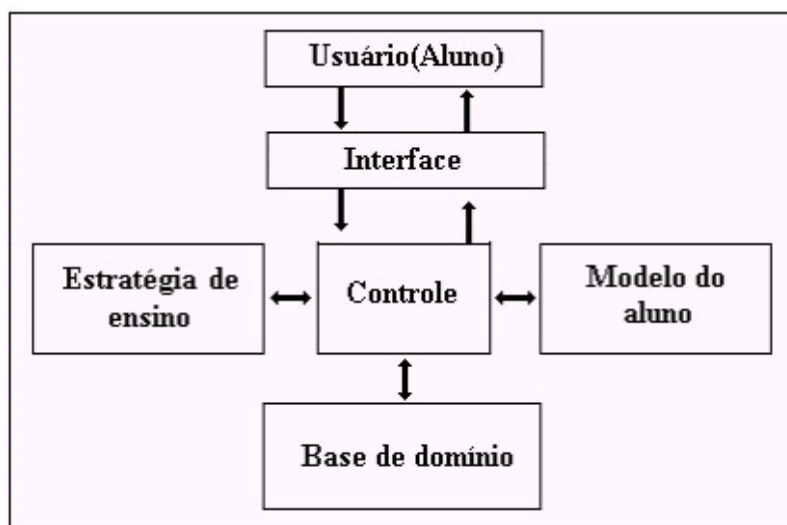 Usuário(Aluno)
Interface
Estratégia de
ensino
Controle
Modelo do
aluno
Base de domínio